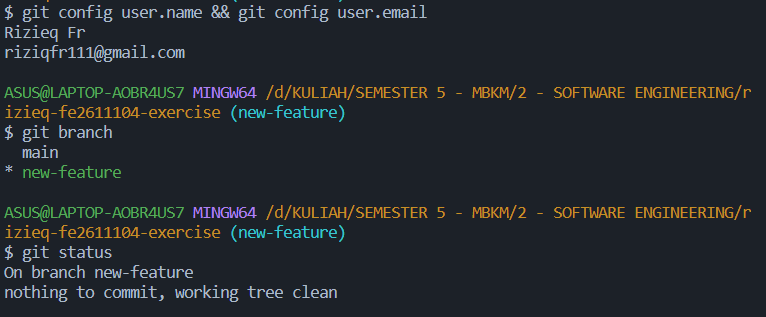 $ git config user.name && git config user.email
Rizieq Fr
riziqfr111@gmail.com
ASUS@LAPTOP-AOBR4US7 MINGW64 /d/KULIAH/SEMESTER 5 - MBKM/2 - SOFTWARE ENGINEERING/r
izieq-fe2611104-exercise (new-feature)
$ git branch
  main
* new-feature
ASUS@LAPTOP-AOBR4US7 MINGW64 /d/KULIAH/SEMESTER 5 - MBKM/2 - SOFTWARE ENGINEERING/r
izieq-fe2611104-exercise (new-feature)
$ git status
On branch new-feature
nothing to commit, working tree clean